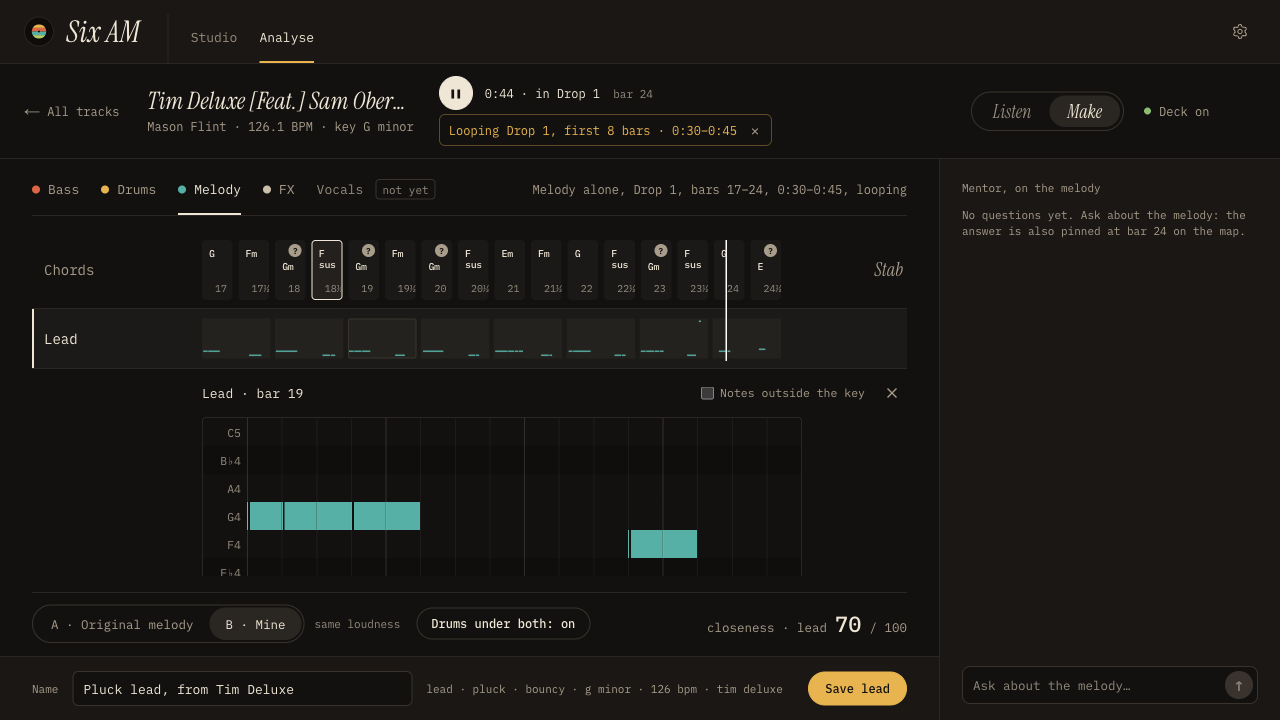 Six AM
Studio
Analyse
← All tracks
Tim Deluxe [Feat.] Sam Ober…
Mason Flint · 126.1 BPM · key G minor
0:44 · in Drop 1 bar 24
Looping Drop 1, first 8 bars · 0:30–0:45 ×
Listen
Make
Deck on
Bass
Drums
Melody
FX
Vocals not yet
Melody alone, Drop 1, bars 17–24, 0:30–0:45, looping
Chords
G 17
Fm 17½
? Gm 18
F sus 18½
? Gm 19
Fm 19½
? Gm 20
F sus 20½
Em 21
Fm 21½
G 22
F sus 22½
? Gm 23
F sus 23½
G 24
? E 24½
Stab
Lead
Lead · bar 19
Notes outside the key
C5
B♭4
A4
G4
F4
E♭4
A · Original melody
B · Mine
same loudness
Drums under both: on
closeness · lead 70 / 100
Name
Pluck lead, from Tim Deluxe
lead · pluck · bouncy · g minor · 126 bpm · tim deluxe
Save lead
Mentor, on the melody
No questions yet. Ask about the melody: the
answer is also pinned at bar 24 on the map.
Ask about the melody…